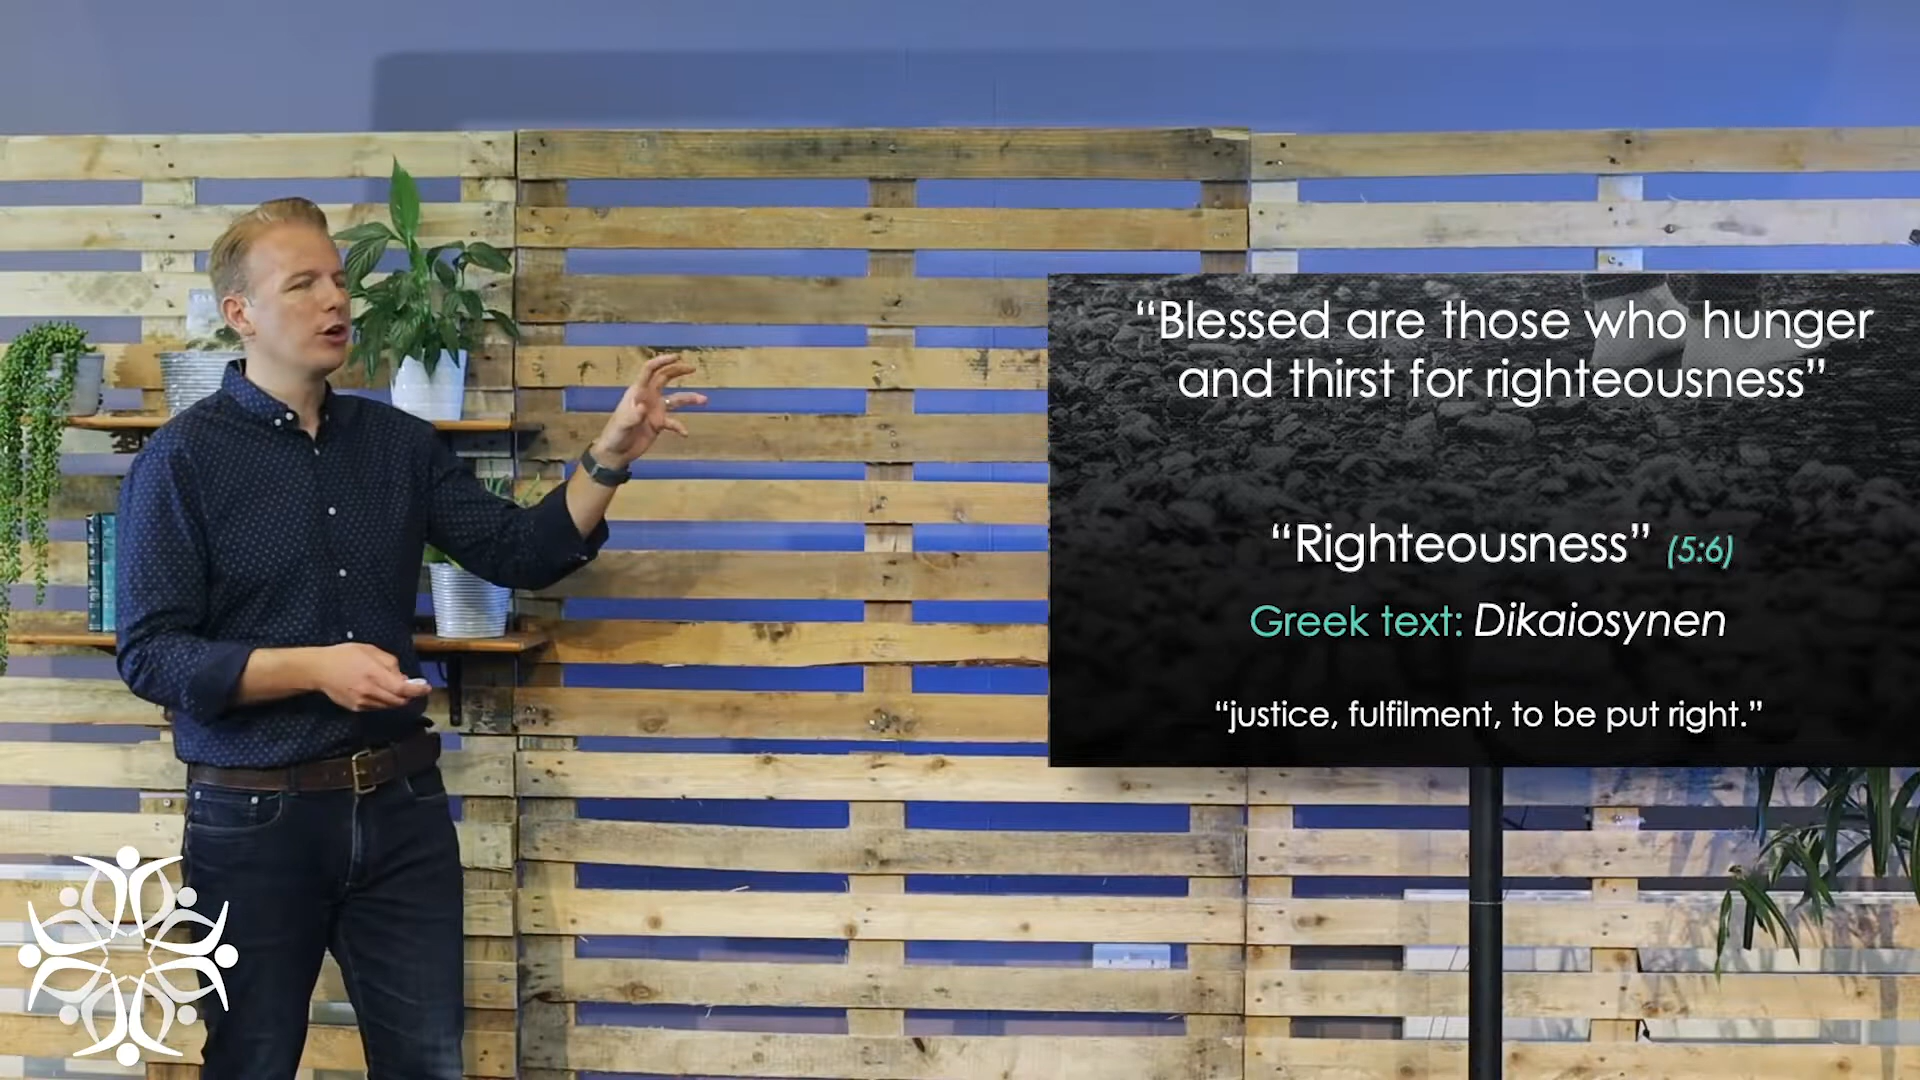 “Blessed are those who hunger
and thirst for righteousness”
“Righteousness” (5:6)
Greek text: Dikaiosynen
“justice, fulfilment, to be put right.”